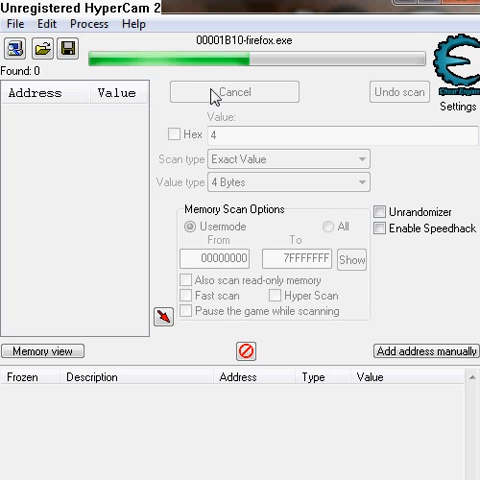 Unregistered HyperCam 2
File Edit Process Help
00001B10-firefox.exe
Found: 0
Address Value
Cancel
Undo scan
Cheat Engine
Settings
Value:
Hex 4
Scan type Exact Value
Value type 4 Bytes
Memory Scan Options
Usermode All
From To
00000000 7FFFFFFF Show
Also scan read-only memory
Fast scan Hyper Scan
Pause the game while scanning
Unrandomizer
Enable Speedhack
Memory view
Add address manually
Frozen Description Address Type Value